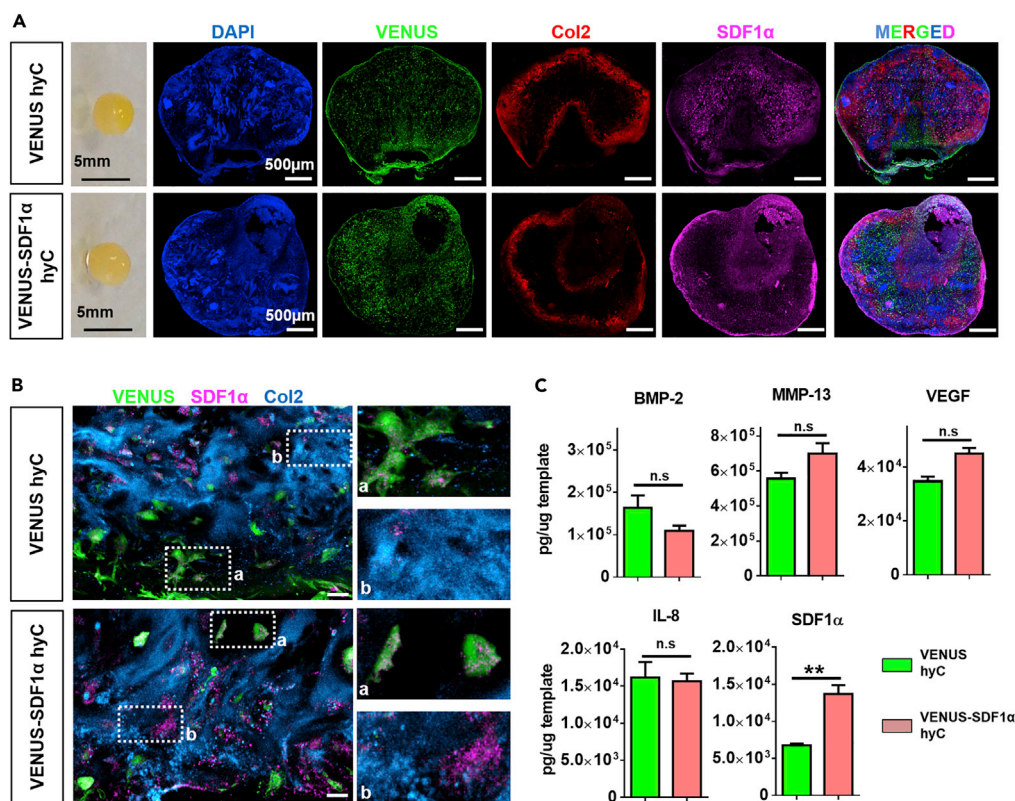 A
DAPI VENUS Col2 SDF1α MERGED
VENUS hyC
5mm
500µm
VENUS-SDF1α
hyC
5mm
500µm
B
VENUS SDF1α Col2
VENUS hyC
b
a
a
b
VENUS-SDF1α hyC
a
b
a
b
C
BMP-2
pg/ug template
3×10⁵
2×10⁵
1×10⁵
0
n.s
MMP-13
8×10⁵
6×10⁵
4×10⁵
2×10⁵
0
n.s
VEGF
4×10⁴
2×10⁴
0
n.s
IL-8
pg/ug template
2.0×10⁴
1.5×10⁴
1.0×10⁴
5.0×10³
0
n.s
SDF1α
2.0×10⁴
1.5×10⁴
1.0×10⁴
5.0×10³
0
**
VENUS
hyC
VENUS-SDF1α
hyC